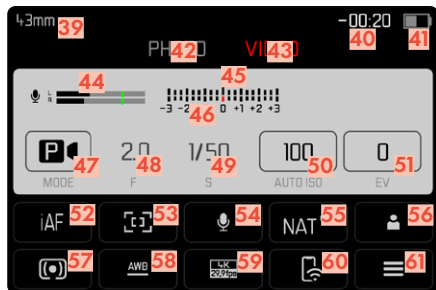 43mm 39 -00:20 40 41
PH 42 O VI 43
44 L R 45
-3 -2 46 0 +1 +2 +3
P 47 2.0 48 1/50 49 100 50 0 51
MODE F S AUTO ISO EV
iAF 52 53 54 NAT 55 56
57 AWB 58 4K 29,9fps 59 60 61